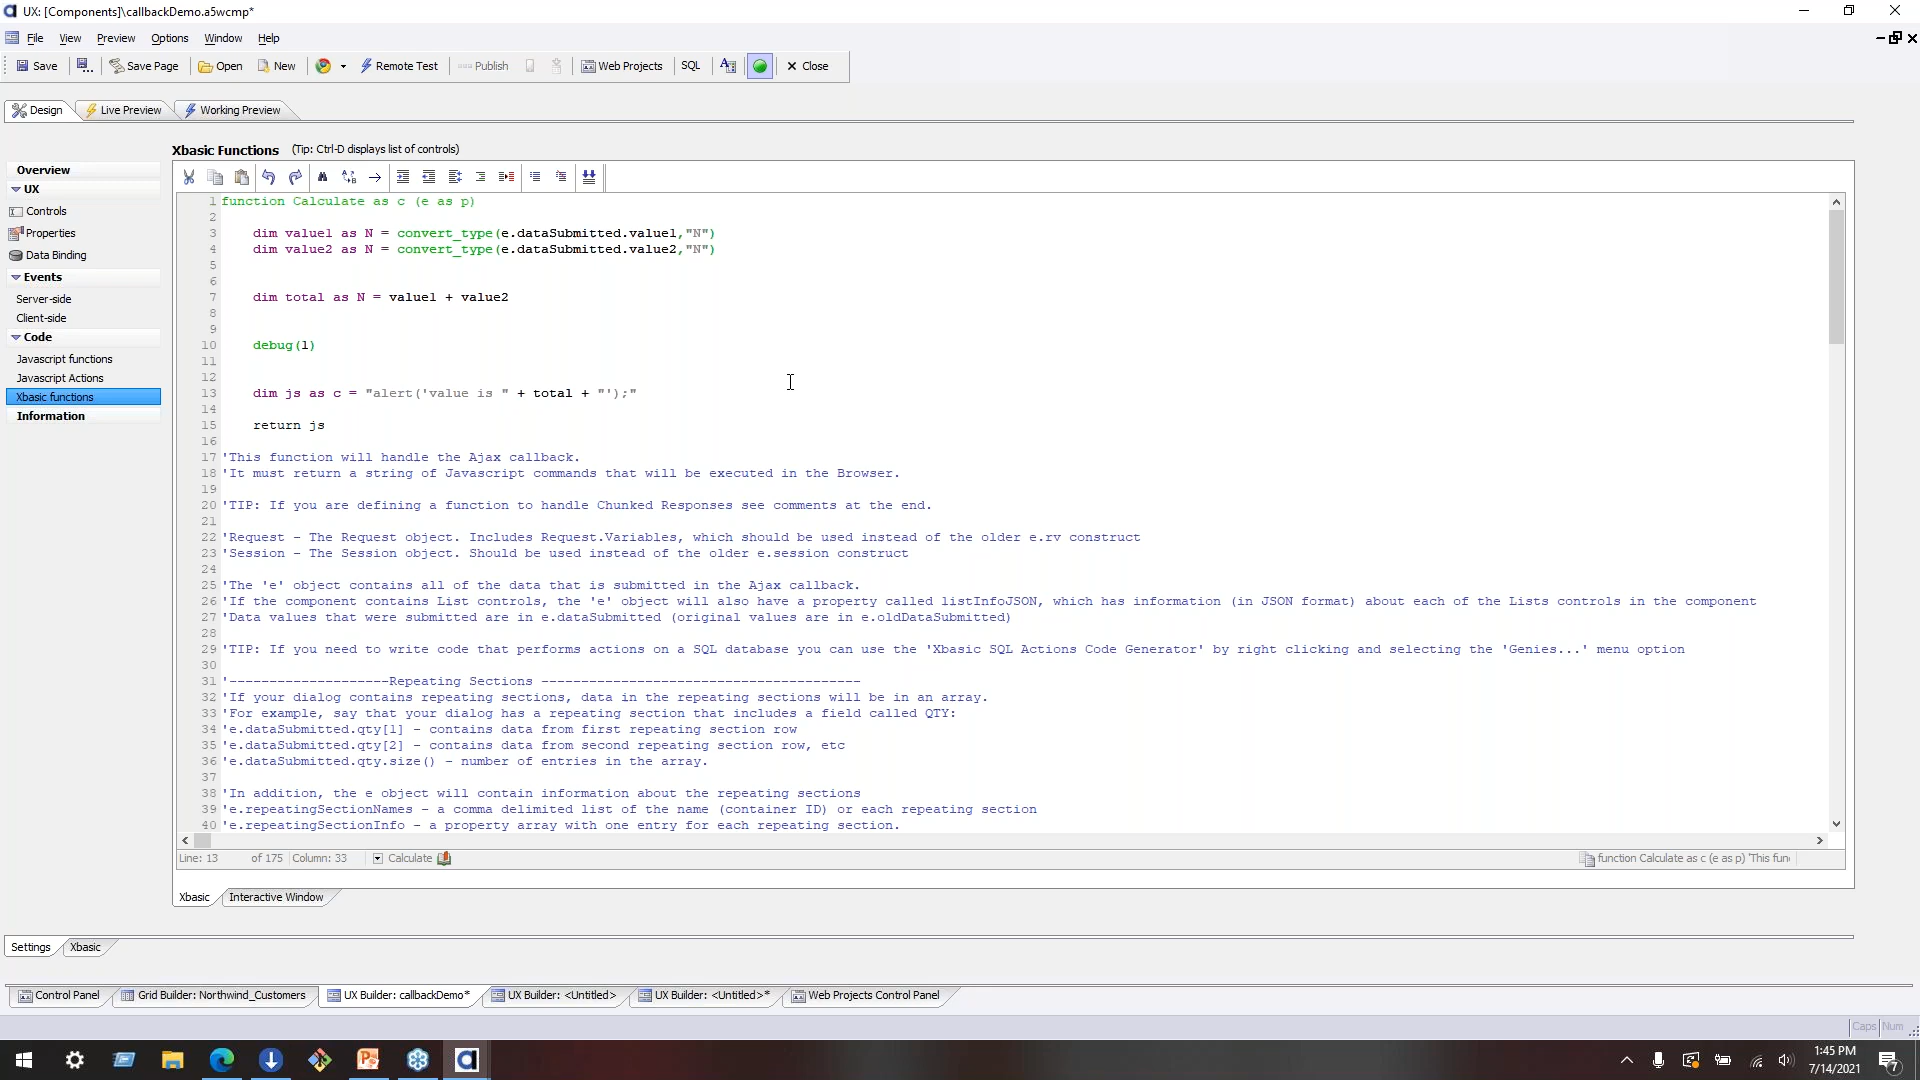 UX: [Components]\callbackDemo.a5wcmp*
File View Preview Options Window Help
Save Save Page Open New Remote Test Publish Web Projects SQL Close
Design Live Preview Working Preview
Xbasic Functions (Tip: Ctrl-D displays list of controls)
Overview
UX
Controls
Properties
Data Binding
Events
Server-side
Client-side
Code
Javascript functions
Javascript Actions
Xbasic functions
Information
1 function Calculate as c (e as p)
2
3 dim value1 as N = convert_type(e.dataSubmitted.value1,"N")
4 dim value2 as N = convert_type(e.dataSubmitted.value2,"N")
5
6
7 dim total as N = value1 + value2
8
9
10 debug(1)
11
12
13 dim js as c = "alert('value is " + total + "');"
14
15 return js
16
17 'This function will handle the Ajax callback.
18 'It must return a string of Javascript commands that will be executed in the Browser.
19
20 'TIP: If you are defining a function to handle Chunked Responses see comments at the end.
21
22 'Request - The Request object. Includes Request.Variables, which should be used instead of the older e.rv construct
23 'Session - The Session object. Should be used instead of the older e.session construct
24
25 'The 'e' object contains all of the data that is submitted in the Ajax callback.
26 'If the component contains List controls, the 'e' object will also have a property called listInfoJSON, which has information (in JSON format) about each of the Lists controls in the component
27 'Data values that were submitted are in e.dataSubmitted (original values are in e.oldDataSubmitted)
28
29 'TIP: If you need to write code that performs actions on a SQL database you can use the 'Xbasic SQL Actions Code Generator' by right clicking and selecting the 'Genies...' menu option
30
31 '--------------------Repeating Sections ----------------------------------------
32 'If your dialog contains repeating sections, data in the repeating sections will be in an array.
33 'For example, say that your dialog has a repeating section that includes a field called QTY:
34 'e.dataSubmitted.qty[1] - contains data from first repeating section row
35 'e.dataSubmitted.qty[2] - contains data from second repeating section row, etc
36 'e.dataSubmitted.qty.size() - number of entries in the array.
37
38 'In addition, the e object will contain information about the repeating sections
39 'e.repeatingSectionNames - a comma delimited list of the name (container ID) or each repeating section
40 'e.repeatingSectionInfo - a property array with one entry for each repeating section.
Line: 13 of 175 Column: 33 Calculate function Calculate as c (e as p) 'This fun
Xbasic Interactive Window
Settings Xbasic
Control Panel Grid Builder: Northwind_Customers UX Builder: callbackDemo* UX Builder: <Untitled> UX Builder: <Untitled>* Web Projects Control Panel
Caps Num
1:45 PM
7/14/2021
7